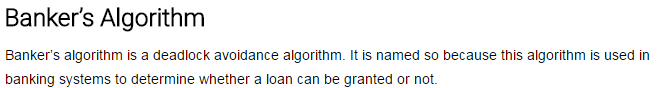 Banker's Algorithm
Banker's algorithm is a deadlock avoidance algorithm. It is named so because this algorithm is used in
banking systems to determine whether a loan can be granted or not.